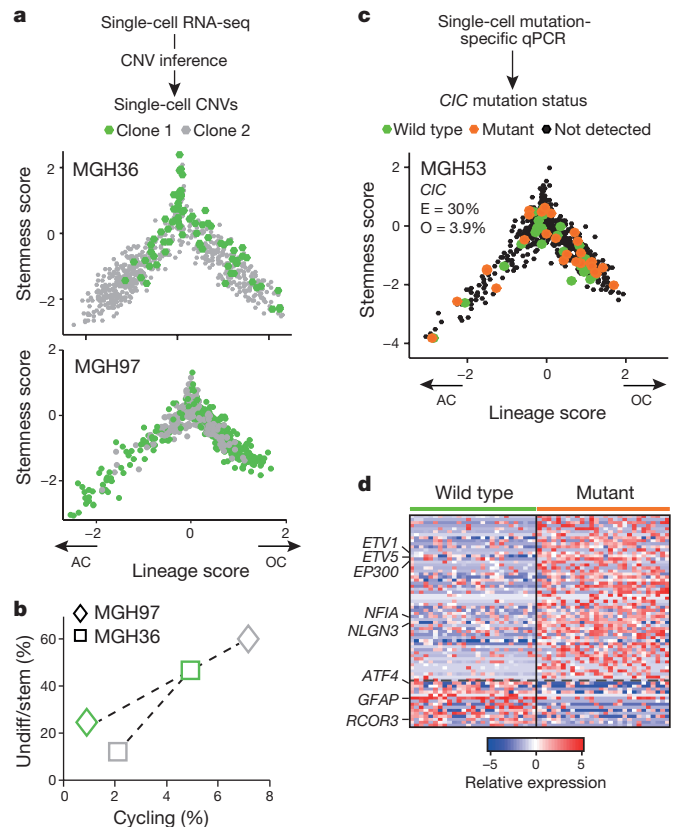 a
Single-cell RNA-seq
CNV inference
Single-cell CNVs
Clone 1 Clone 2
MGH36
Stemness score
2
0
−2
MGH97
Stemness score
0
−2
−2 0 2
AC Lineage score OC
b
MGH97
MGH36
Undiff/stem (%)
60
40
20
0
0 2 4 6 8
Cycling (%)
c
Single-cell mutation-
specific qPCR
CIC mutation status
Wild type Mutant Not detected
MGH53
CIC
E = 30%
O = 3.9%
Stemness score
2
0
−2
−4
−2 0 2
AC OC
Lineage score
d
Wild type Mutant
ETV1
ETV5
EP300
NFIA
NLGN3
ATF4
GFAP
RCOR3
−5 0 5
Relative expression